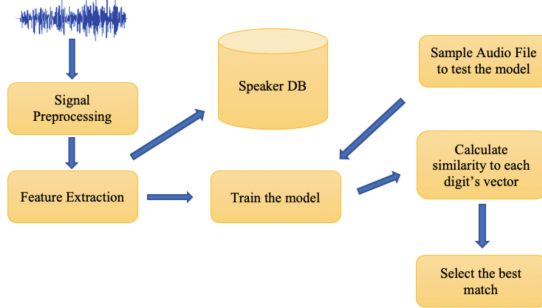 Signal
Preprocessing
Feature Extraction
Speaker DB
Train the model
Sample Audio File
to test the model
Calculate
similarity to each
digit's vector
Select the best
match